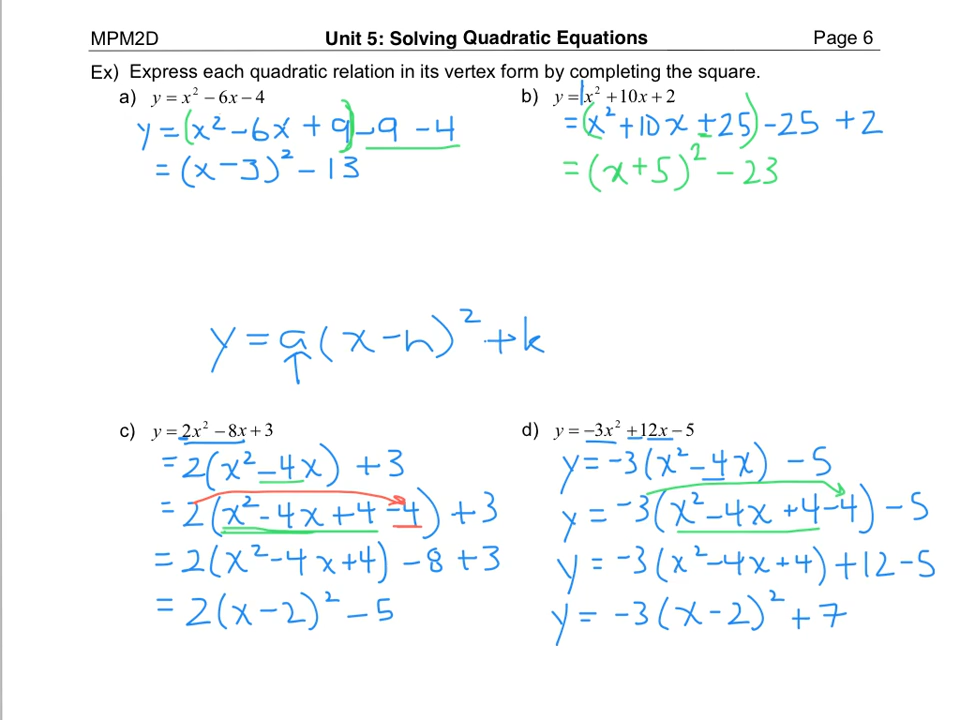 MPM2D Unit 5: Solving Quadratic Equations Page 6
Ex) Express each quadratic relation in its vertex form by completing the square.
a) y = x² − 6x − 4
y = (x² − 6x + 9) − 9 − 4
= (x − 3)² − 13
b) y = 1x² + 10x + 2
= (x² + 10x + 25) − 25 + 2
= (x + 5)² − 23
y = a(x − h)² + k
c) y = 2x² − 8x + 3
= 2(x² − 4x) + 3
= 2(x² − 4x + 4 − 4) + 3
= 2(x² − 4x + 4) − 8 + 3
= 2(x − 2)² − 5
d) y = −3x² + 12x − 5
y = −3(x² − 4x) − 5
y = −3(x² − 4x + 4 − 4) − 5
y = −3(x² − 4x + 4) + 12 − 5
y = −3(x − 2)² + 7